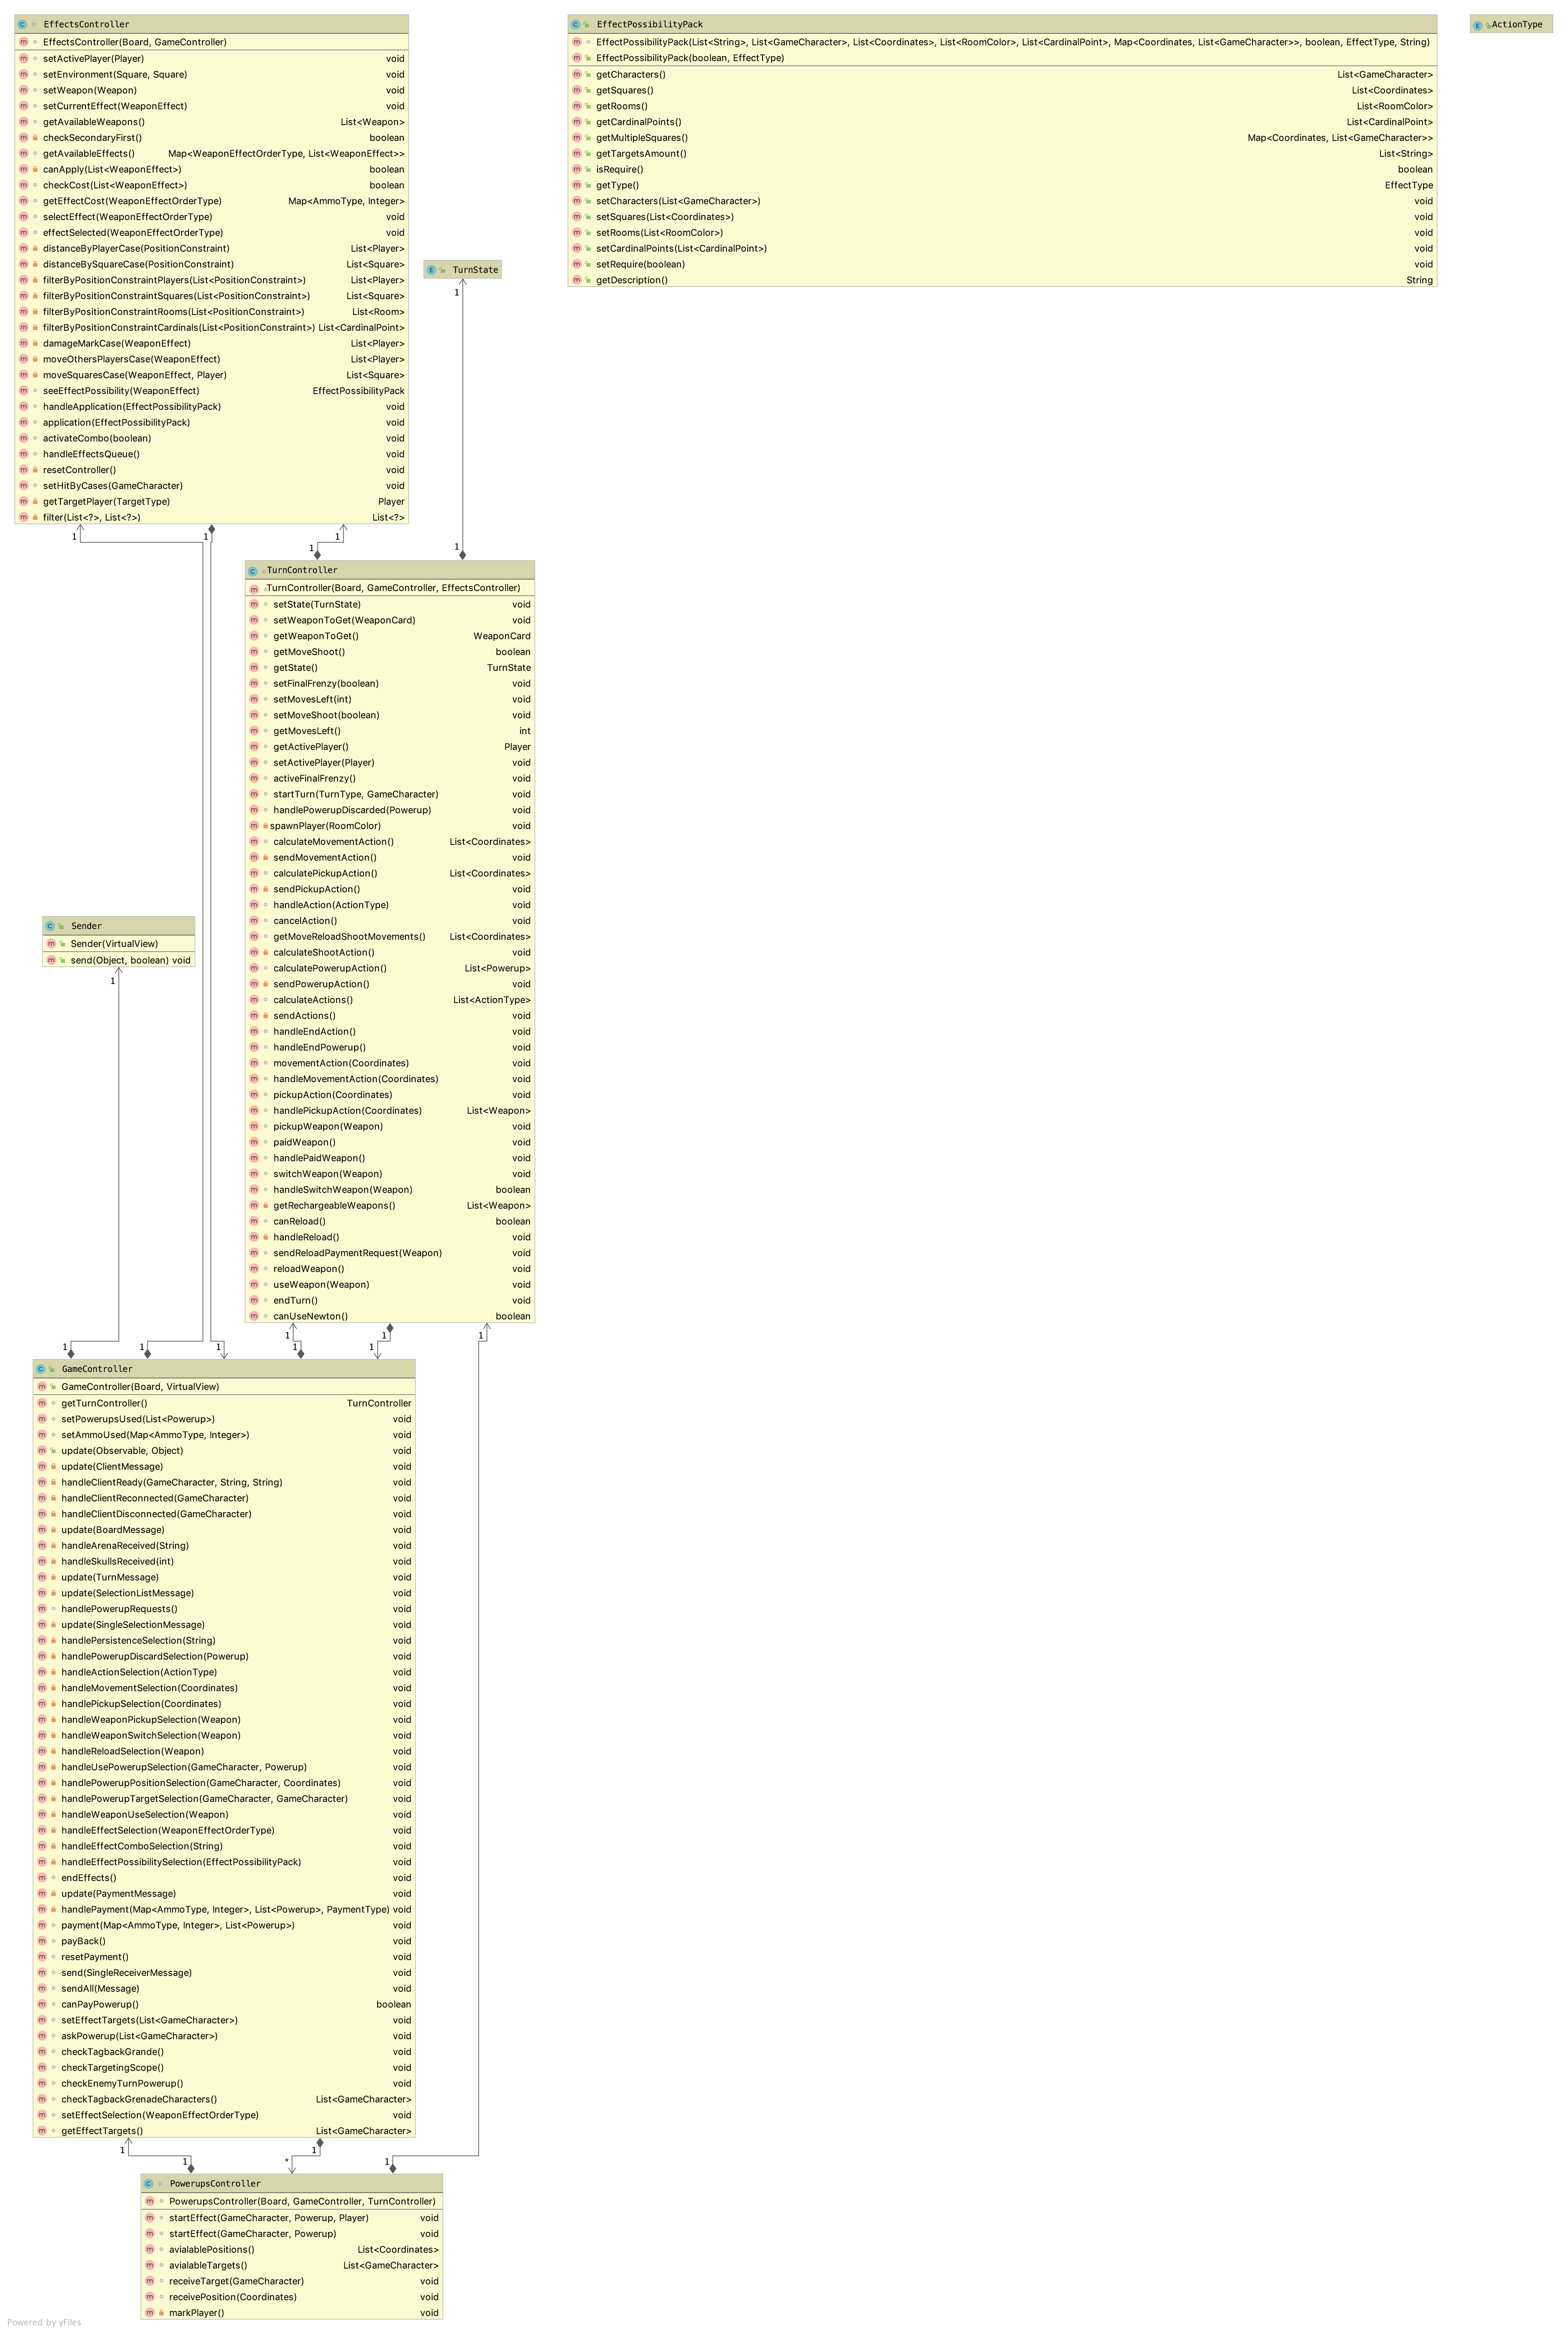 EffectsController
EffectsController(Board, GameController)
setActivePlayer(Player) void
setEnvironment(Square, Square) void
setWeapon(Weapon) void
setCurrentEffect(WeaponEffect) void
getAvailableWeapons() List<Weapon>
checkSecondaryFirst() boolean
getAvailableEffects() Map<WeaponEffectOrderType, List<WeaponEffect>>
canApply(List<WeaponEffect>) boolean
checkCost(List<WeaponEffect>) boolean
getEffectCost(WeaponEffectOrderType) Map<AmmoType, Integer>
selectEffect(WeaponEffectOrderType) void
effectSelected(WeaponEffectOrderType) void
distanceByPlayerCase(PositionConstraint) List<Player>
distanceBySquareCase(PositionConstraint) List<Square>
filterByPositionConstraintPlayers(List<PositionConstraint>) List<Player>
filterByPositionConstraintSquares(List<PositionConstraint>) List<Square>
filterByPositionConstraintRooms(List<PositionConstraint>) List<Room>
filterByPositionConstraintCardinals(List<PositionConstraint>) List<CardinalPoint>
damageMarkCase(WeaponEffect) List<Player>
moveOthersPlayersCase(WeaponEffect) List<Player>
moveSquaresCase(WeaponEffect, Player) List<Square>
seeEffectPossibility(WeaponEffect) EffectPossibilityPack
handleApplication(EffectPossibilityPack) void
application(EffectPossibilityPack) void
activateCombo(boolean) void
handleEffectsQueue() void
resetController() void
setHitByCases(GameCharacter) void
getTargetPlayer(TargetType) Player
filter(List<?>, List<?>) List<?>
EffectPossibilityPack
EffectPossibilityPack(List<String>, List<GameCharacter>, List<Coordinates>, List<RoomColor>, List<CardinalPoint>, Map<Coordinates, List<GameCharacter>>, boolean, EffectType, String)
EffectPossibilityPack(boolean, EffectType)
getCharacters() List<GameCharacter>
getSquares() List<Coordinates>
getRooms() List<RoomColor>
getCardinalPoints() List<CardinalPoint>
getMultipleSquares() Map<Coordinates, List<GameCharacter>>
getTargetsAmount() List<String>
isRequire() boolean
getType() EffectType
setCharacters(List<GameCharacter>) void
setSquares(List<Coordinates>) void
setRooms(List<RoomColor>) void
setCardinalPoints(List<CardinalPoint>) void
setRequire(boolean) void
getDescription() String
ActionType
TurnState
1
1
1 1 1 1
TurnController
TurnController(Board, GameController, EffectsController)
setState(TurnState) void
setWeaponToGet(WeaponCard) void
getWeaponToGet() WeaponCard
getMoveShoot() boolean
getState() TurnState
setFinalFrenzy(boolean) void
setMovesLeft(int) void
setMoveShoot(boolean) void
getMovesLeft() int
getActivePlayer() Player
setActivePlayer(Player) void
activeFinalFrenzy() void
startTurn(TurnType, GameCharacter) void
handlePowerupDiscarded(Powerup) void
spawnPlayer(RoomColor) void
calculateMovementAction() List<Coordinates>
sendMovementAction() void
calculatePickupAction() List<Coordinates>
sendPickupAction() void
handleAction(ActionType) void
cancelAction() void
getMoveReloadShootMovements() List<Coordinates>
calculateShootAction() void
calculatePowerupAction() List<Powerup>
sendPowerupAction() void
calculateActions() List<ActionType>
sendActions() void
handleEndAction() void
handleEndPowerup() void
movementAction(Coordinates) void
handleMovementAction(Coordinates) void
pickupAction(Coordinates) void
handlePickupAction(Coordinates) List<Weapon>
pickupWeapon(Weapon) void
paidWeapon() void
handlePaidWeapon() void
switchWeapon(Weapon) void
handleSwitchWeapon(Weapon) boolean
getRechargeableWeapons() List<Weapon>
canReload() boolean
handleReload() void
sendReloadPaymentRequest(Weapon) void
reloadWeapon() void
useWeapon(Weapon) void
endTurn() void
canUseNewton() boolean
Sender
Sender(VirtualView)
send(Object, boolean) void
1
1 1 1
1 1 1 1 1
GameController
GameController(Board, VirtualView)
getTurnController() TurnController
setPowerupsUsed(List<Powerup>) void
setAmmoUsed(Map<AmmoType, Integer>) void
update(Observable, Object) void
update(ClientMessage) void
handleClientReady(GameCharacter, String, String) void
handleClientReconnected(GameCharacter) void
handleClientDisconnected(GameCharacter) void
update(BoardMessage) void
handleArenaReceived(String) void
handleSkullsReceived(int) void
update(TurnMessage) void
update(SelectionListMessage) void
handlePowerupRequests() void
update(SingleSelectionMessage) void
handlePersistenceSelection(String) void
handlePowerupDiscardSelection(Powerup) void
handleActionSelection(ActionType) void
handleMovementSelection(Coordinates) void
handlePickupSelection(Coordinates) void
handleWeaponPickupSelection(Weapon) void
handleWeaponSwitchSelection(Weapon) void
handleReloadSelection(Weapon) void
handleUsePowerupSelection(GameCharacter, Powerup) void
handlePowerupPositionSelection(GameCharacter, Coordinates) void
handlePowerupTargetSelection(GameCharacter, GameCharacter) void
handleWeaponUseSelection(Weapon) void
handleEffectSelection(WeaponEffectOrderType) void
handleEffectComboSelection(String) void
handleEffectPossibilitySelection(EffectPossibilityPack) void
endEffects() void
update(PaymentMessage) void
handlePayment(Map<AmmoType, Integer>, List<Powerup>, PaymentType) void
payment(Map<AmmoType, Integer>, List<Powerup>) void
payBack() void
resetPayment() void
send(SingleReceiverMessage) void
sendAll(Message) void
canPayPowerup() boolean
setEffectTargets(List<GameCharacter>) void
askPowerup(List<GameCharacter>) void
checkTagbackGrande() void
checkTargetingScope() void
checkEnemyTurnPowerup() void
checkTagbackGrenadeCharacters() List<GameCharacter>
setEffectSelection(WeaponEffectOrderType) void
getEffectTargets() List<GameCharacter>
1 1
1 * 1
PowerupsController
PowerupsController(Board, GameController, TurnController)
startEffect(GameCharacter, Powerup, Player) void
startEffect(GameCharacter, Powerup) void
avialablePositions() List<Coordinates>
avialableTargets() List<GameCharacter>
receiveTarget(GameCharacter) void
receivePosition(Coordinates) void
markPlayer() void
Powered by yFiles